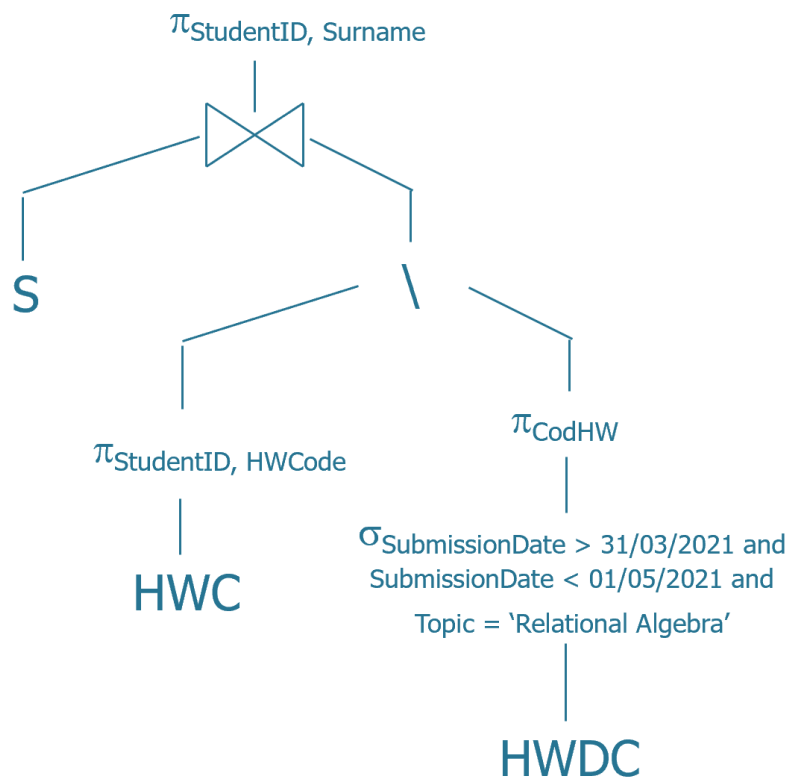 πStudentID, Surname
S
\
πStudentID, HWCode
πCodHW
HWC
σSubmissionDate > 31/03/2021 and
SubmissionDate < 01/05/2021 and
Topic = ‘Relational Algebra’
HWDC